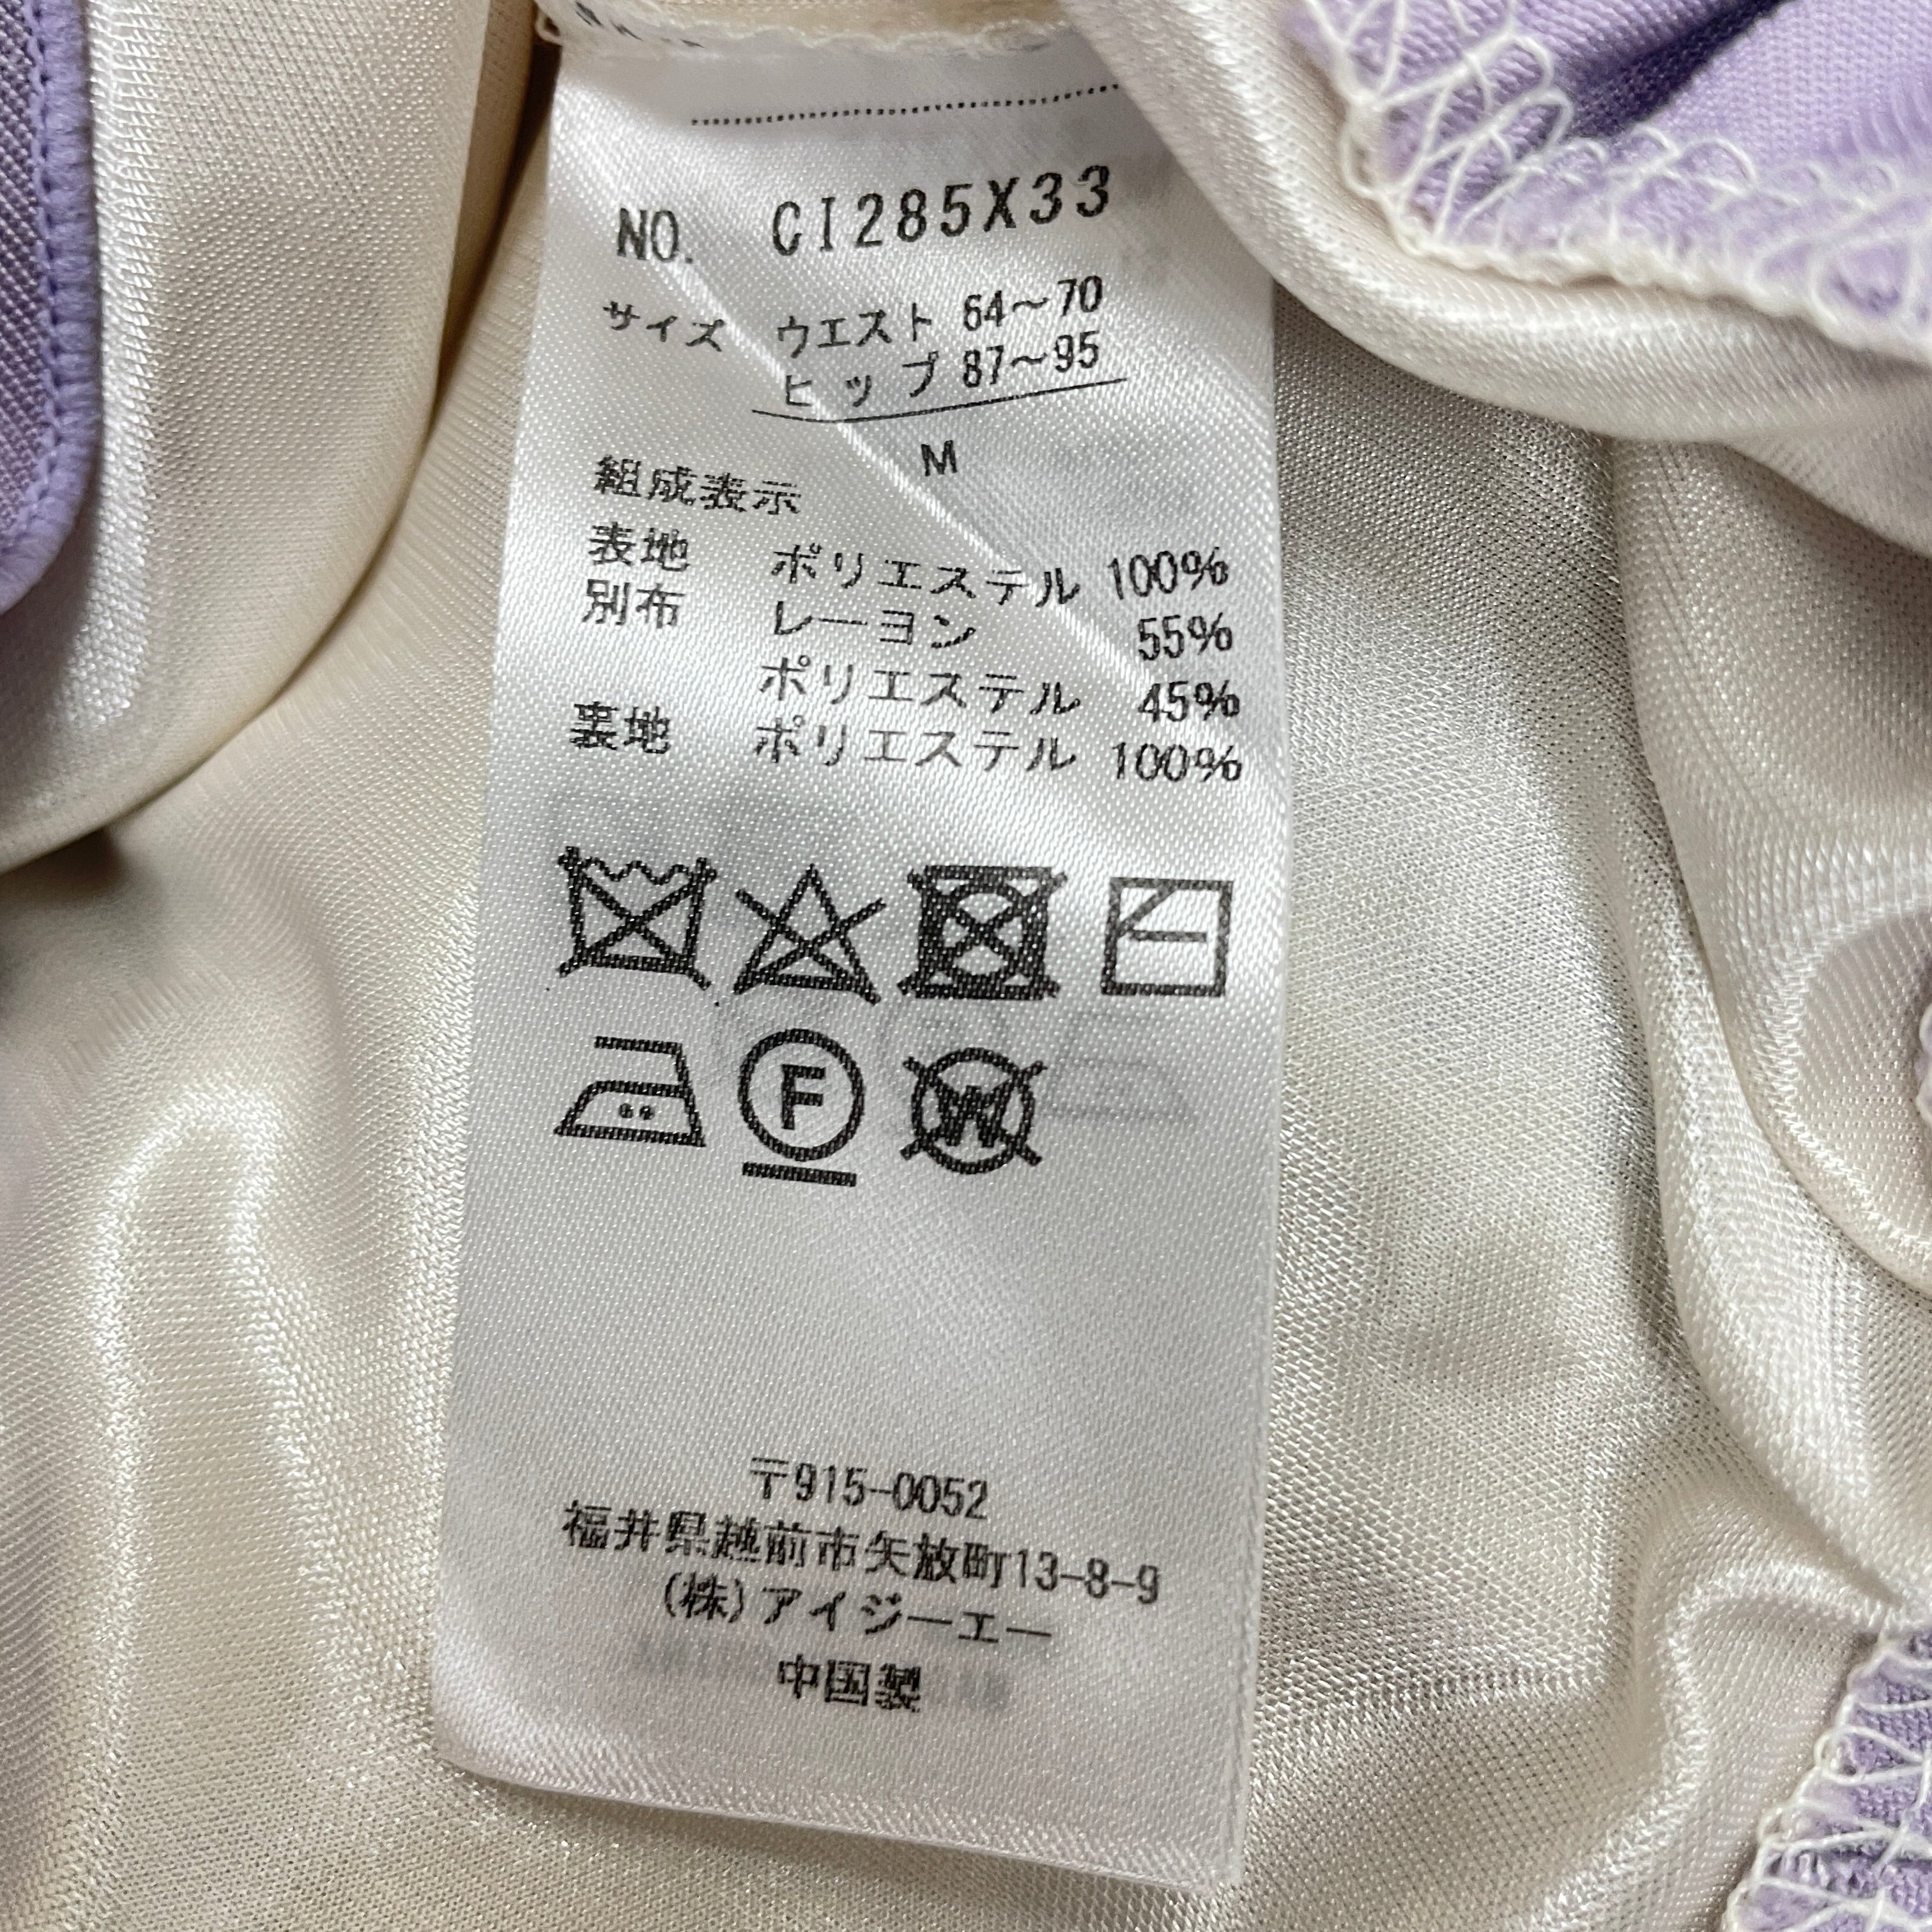 NO. CI285X33
サイズ ウエスト 64～70
ヒップ 87～95
M
組成表示
表地 ポリエステル 100%
別布 レーヨン 55%
ポリエステル 45%
裏地 ポリエステル 100%
F
W
〒915-0052
福井県越前市矢放町13-8-9
(株)アイジーエー
中国製